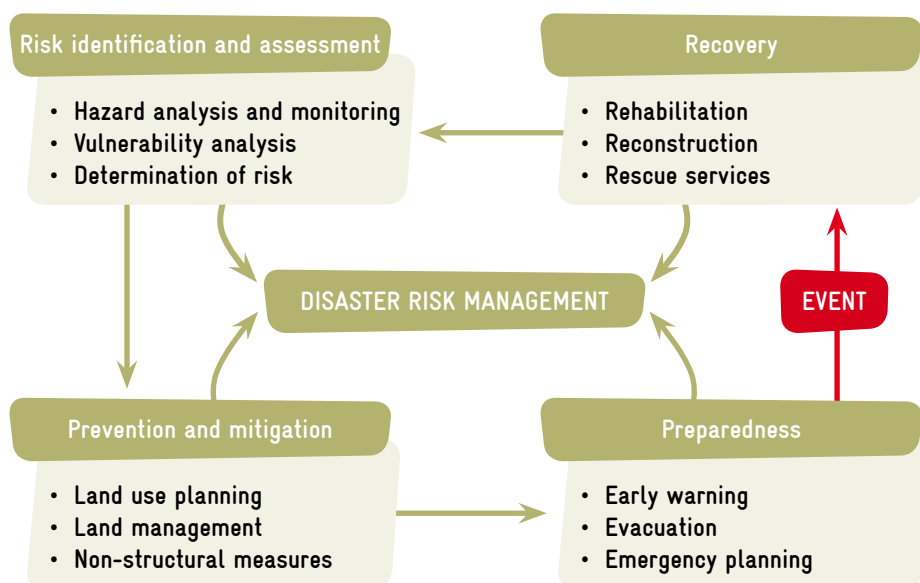 Risk identification and assessment
• Hazard analysis and monitoring
• Vulnerability analysis
• Determination of risk
Recovery
• Rehabilitation
• Reconstruction
• Rescue services
DISASTER RISK MANAGEMENT
EVENT
Prevention and mitigation
• Land use planning
• Land management
• Non-structural measures
Preparedness
• Early warning
• Evacuation
• Emergency planning